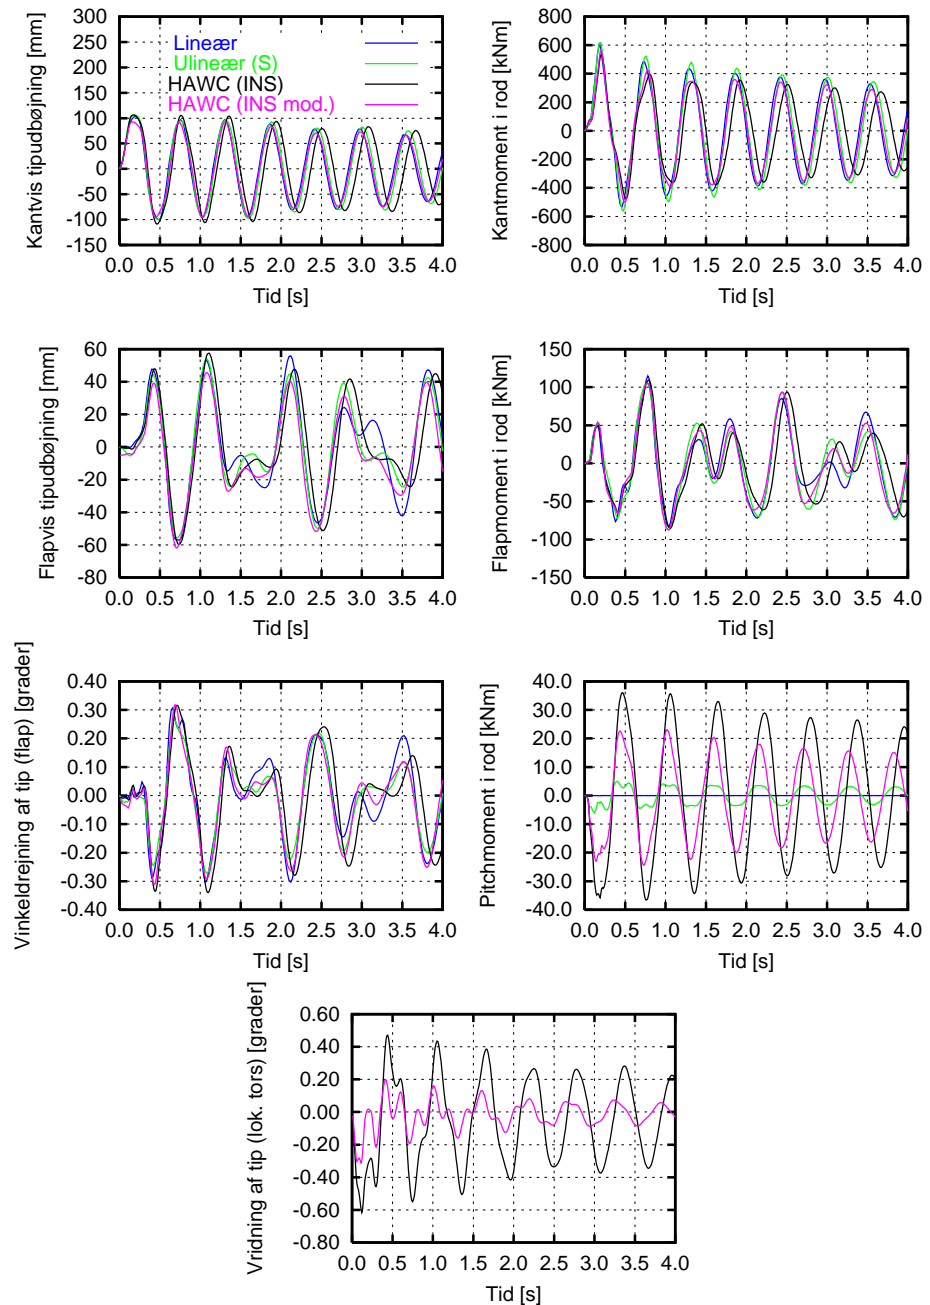 Kantvis tipudbøjning [mm]
300
250
200
150
100
50
0
-50
-100
-150
Lineær
Ulineær (S)
HAWC (INS)
HAWC (INS mod.)
0.0 0.5 1.0 1.5 2.0 2.5 3.0 3.5 4.0
Tid [s]
Kantmoment i rod [kNm]
800
600
400
200
0
-200
-400
-600
-800
0.0 0.5 1.0 1.5 2.0 2.5 3.0 3.5 4.0
Tid [s]
Flapvis tipudbøjning [mm]
60
40
20
0
-20
-40
-60
-80
0.0 0.5 1.0 1.5 2.0 2.5 3.0 3.5 4.0
Tid [s]
Flapmoment i rod [kNm]
150
100
50
0
-50
-100
-150
0.0 0.5 1.0 1.5 2.0 2.5 3.0 3.5 4.0
Tid [s]
Vinkeldrejning af tip (flap) [grader]
0.40
0.30
0.20
0.10
0.00
-0.10
-0.20
-0.30
-0.40
0.0 0.5 1.0 1.5 2.0 2.5 3.0 3.5 4.0
Tid [s]
Pitchmoment i rod [kNm]
40.0
30.0
20.0
10.0
0.0
-10.0
-20.0
-30.0
-40.0
0.0 0.5 1.0 1.5 2.0 2.5 3.0 3.5 4.0
Tid [s]
Vridning af tip (lok. tors) [grader]
0.60
0.40
0.20
0.00
-0.20
-0.40
-0.60
-0.80
0.0 0.5 1.0 1.5 2.0 2.5 3.0 3.5 4.0
Tid [s]